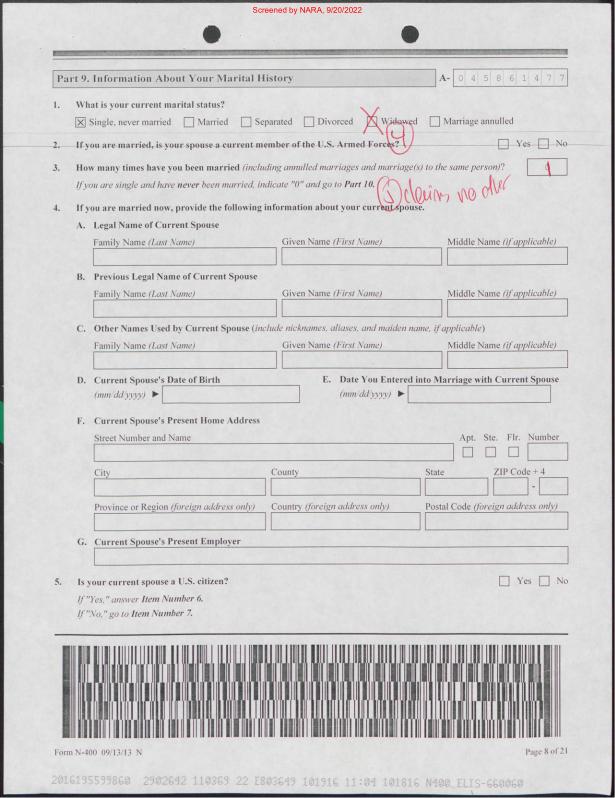 Screened by NARA, 9/20/2022
Part 9. Information About Your Marital History
A- 0 4 5 8 6 1 4 7 7
1. What is your current marital status?
Single, never married Married Separated Divorced Widowed Marriage annulled
2. If you are married, is your spouse a current member of the U.S. Armed Forces? Yes No
4
3. How many times have you been married (including annulled marriages and marriage(s) to the same person)? 1
If you are single and have never been married, indicate "0" and go to Part 10.
claims no other
4. If you are married now, provide the following information about your current spouse.
A. Legal Name of Current Spouse
Family Name (Last Name) Given Name (First Name) Middle Name (if applicable)
B. Previous Legal Name of Current Spouse
Family Name (Last Name) Given Name (First Name) Middle Name (if applicable)
C. Other Names Used by Current Spouse (include nicknames, aliases, and maiden name, if applicable)
Family Name (Last Name) Given Name (First Name) Middle Name (if applicable)
D. Current Spouse's Date of Birth E. Date You Entered into Marriage with Current Spouse
(mm/dd/yyyy) ► (mm/dd/yyyy) ►
F. Current Spouse's Present Home Address
Street Number and Name Apt. Ste. Flr. Number
City County State ZIP Code + 4
-
Province or Region (foreign address only) Country (foreign address only) Postal Code (foreign address only)
G. Current Spouse's Present Employer
5. Is your current spouse a U.S. citizen? Yes No
If "Yes," answer Item Number 6.
If "No," go to Item Number 7.
Form N-400 09/13/13 N Page 8 of 21
2016195599860 2902642 110369 22 E803649 101916 11:04 101816 N400_ELIS-660060